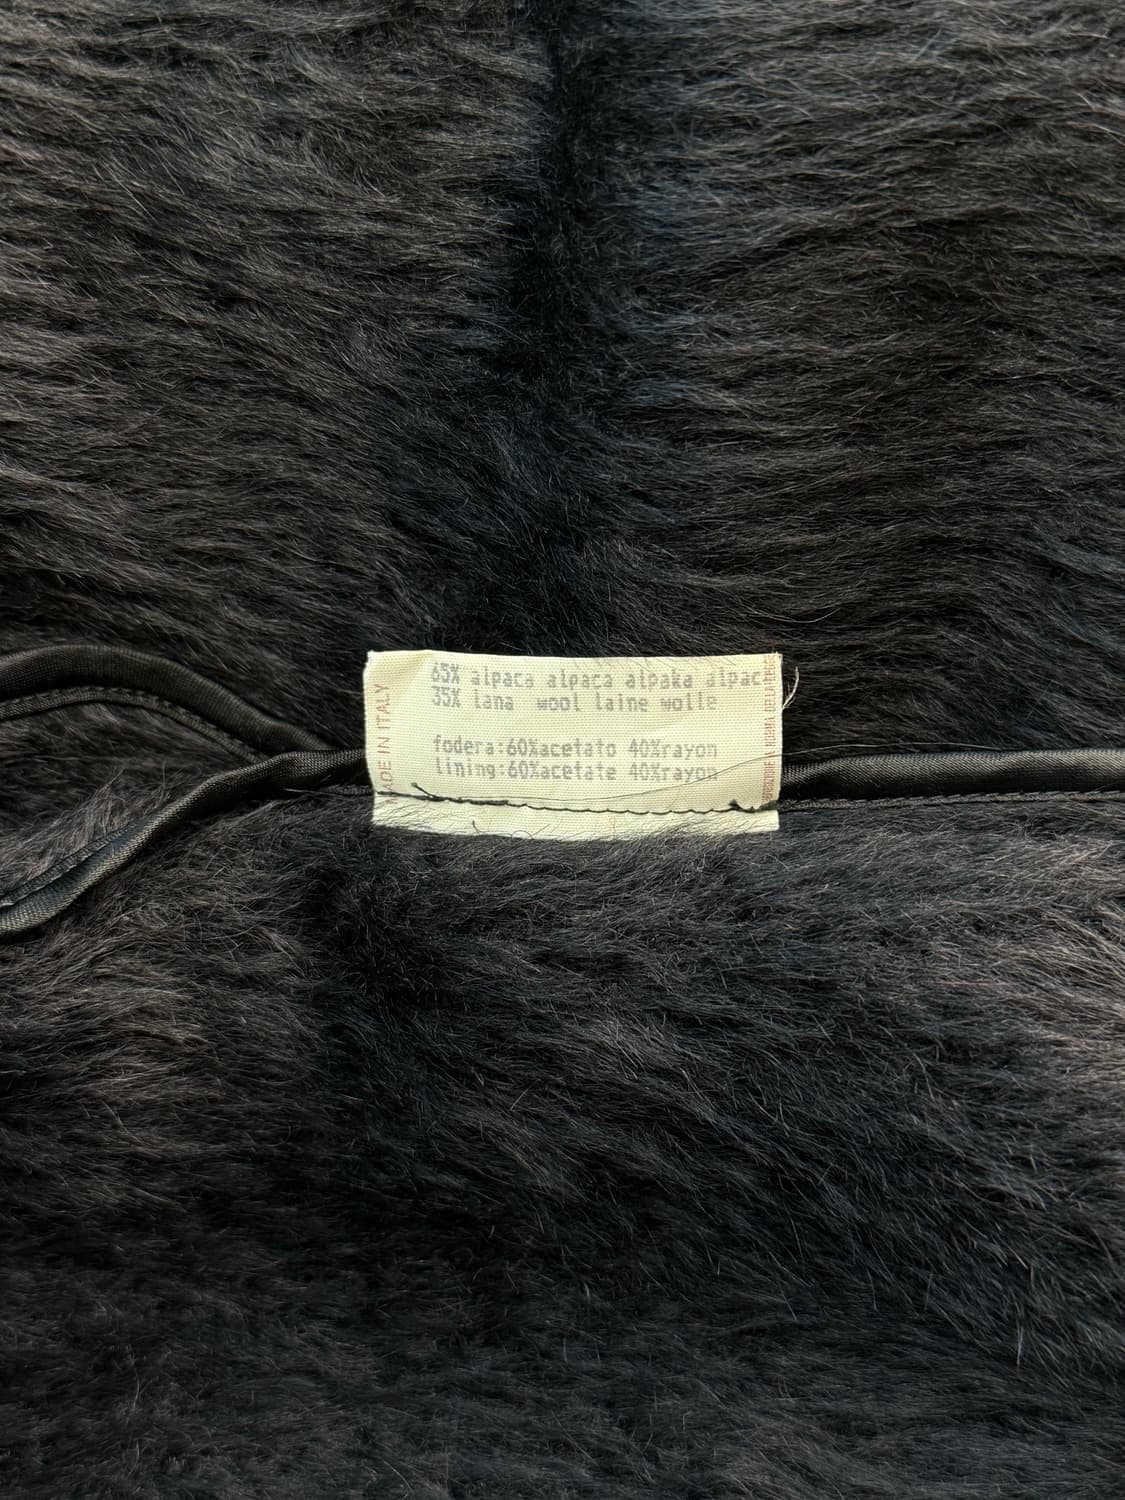 65% alpaca alpaca alpaka alpac
35% lana wool laine wolle
fodera:60%acetato 40%rayon
lining:60%acetate 40%rayon
MADE IN ITALY